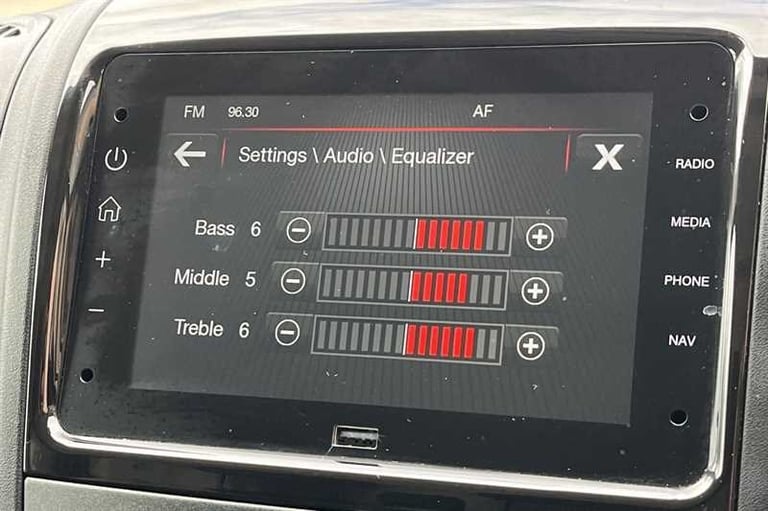 FM 96.30 AF
Settings \ Audio \ Equalizer
Bass 6
Middle 5
Treble 6
RADIO
MEDIA
PHONE
NAV